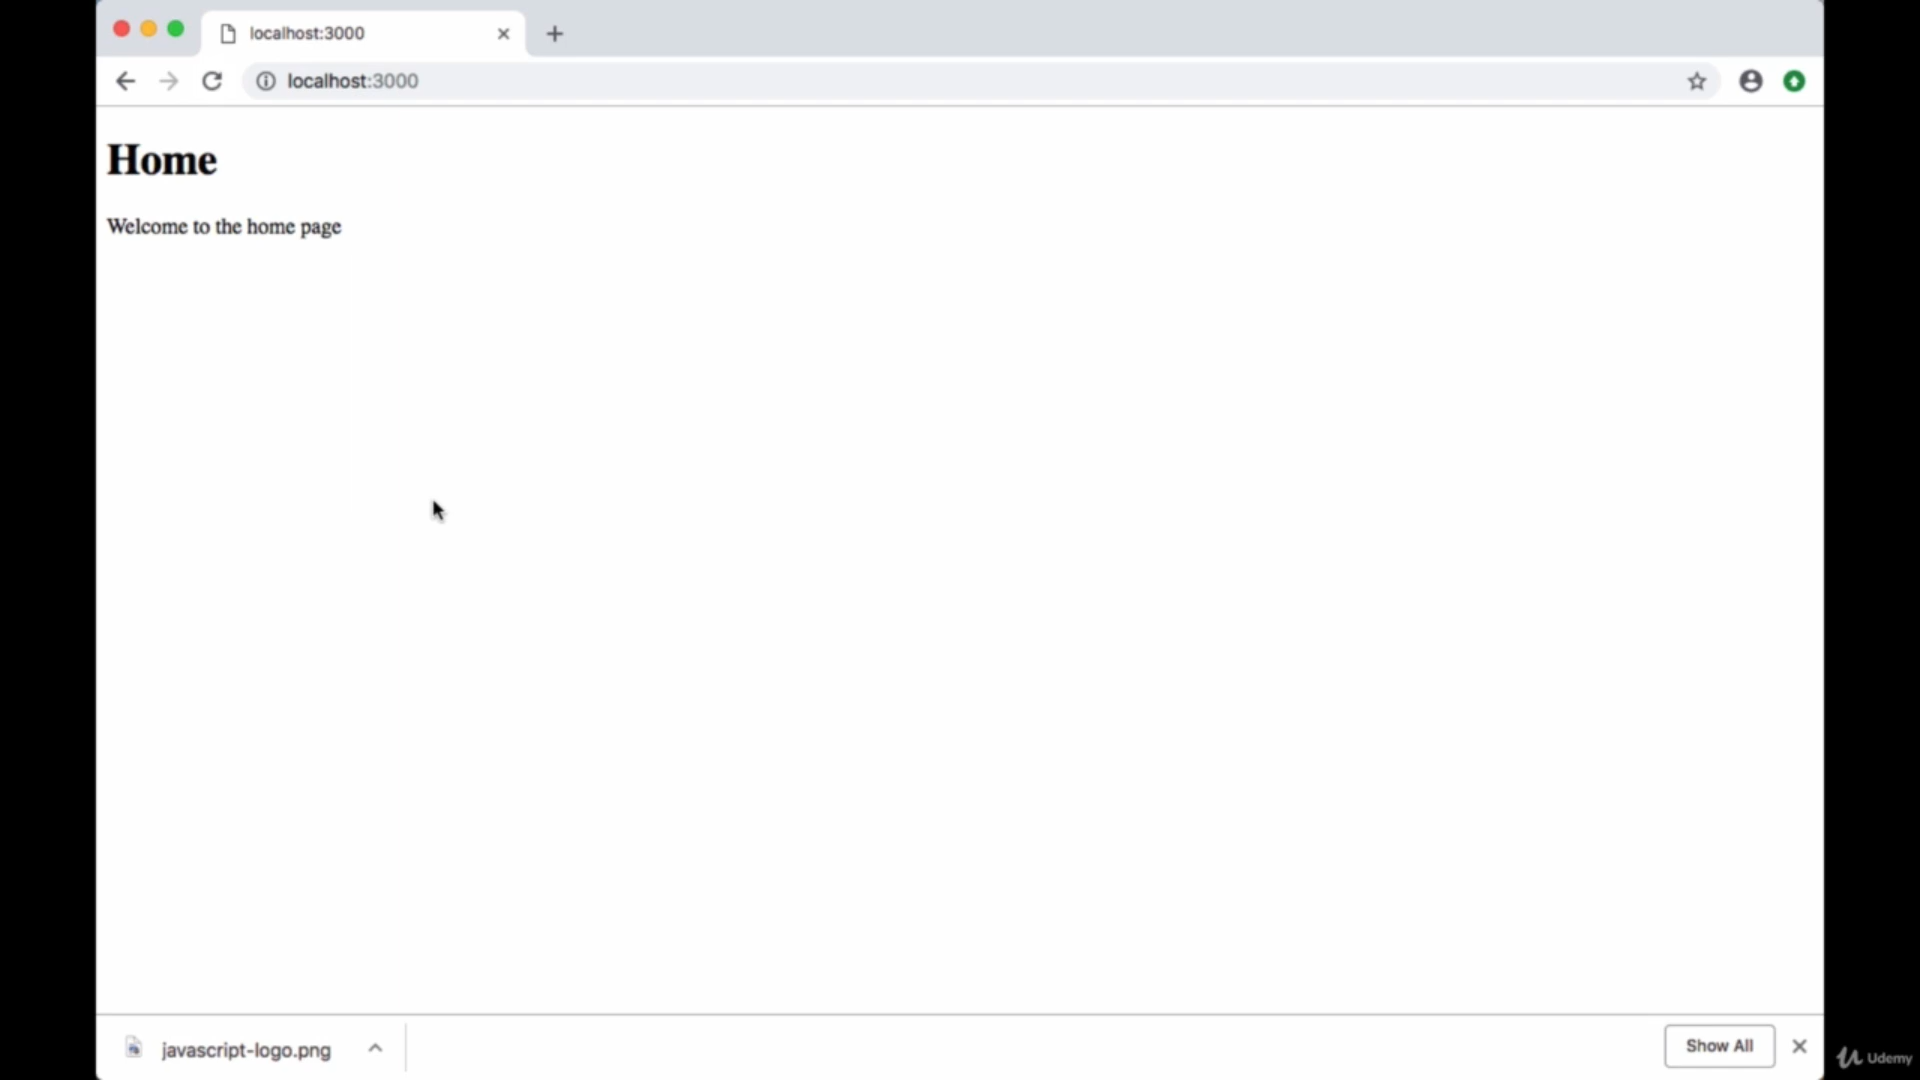 localhost:3000
localhost:3000
Home
Welcome to the home page
javascript-logo.png
Show All
Udemy